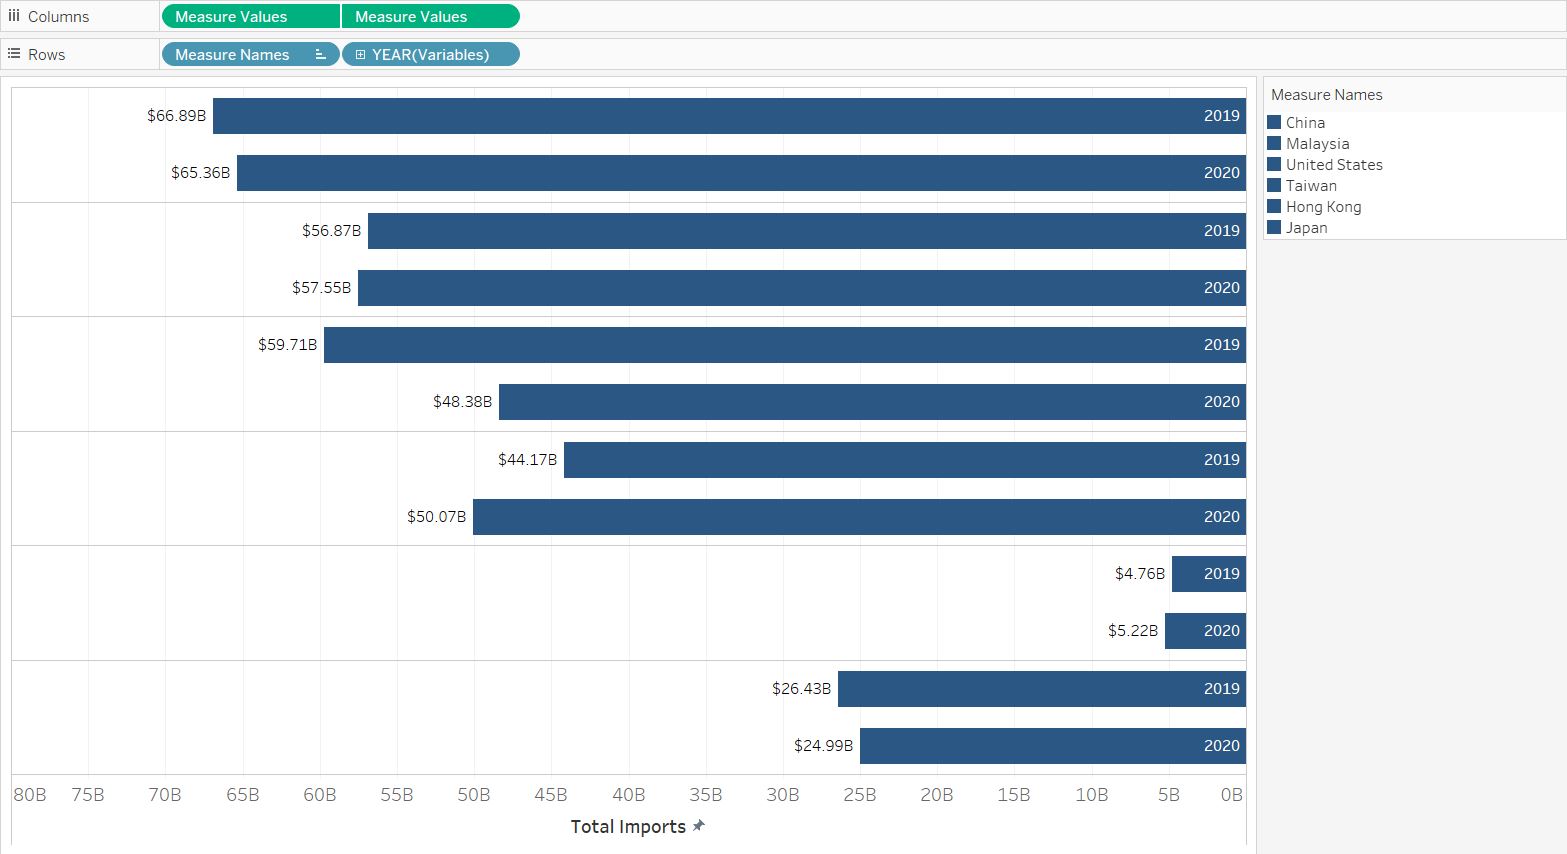 Columns Measure Values Measure Values
Rows Measure Names YEAR(Variables)
Measure Names
China
Malaysia
United States
Taiwan
Hong Kong
Japan
$66.89B 2019
$65.36B 2020
$56.87B 2019
$57.55B 2020
$59.71B 2019
$48.38B 2020
$44.17B 2019
$50.07B 2020
$4.76B 2019
$5.22B 2020
$26.43B 2019
$24.99B 2020
80B 75B 70B 65B 60B 55B 50B 45B 40B 35B 30B 25B 20B 15B 10B 5B 0B
Total Imports